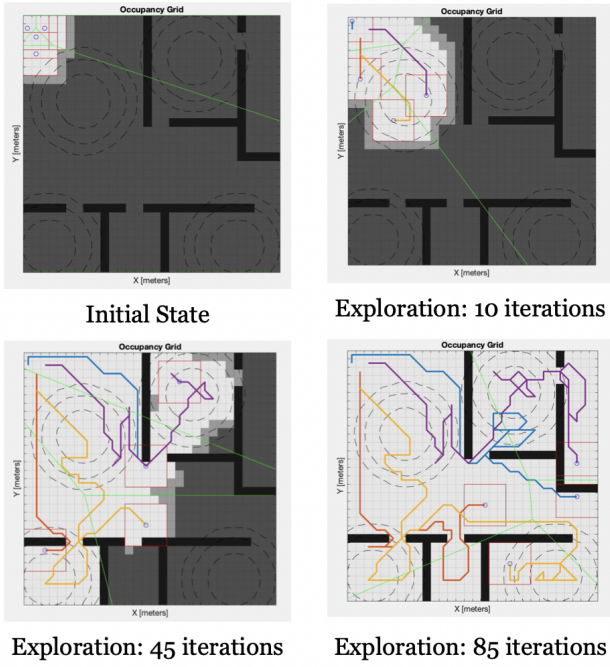 Occupancy Grid
Y [meters]
X [meters]
Initial State
Occupancy Grid
Y [meters]
X [meters]
Exploration: 10 iterations
Occupancy Grid
Y [meters]
X [meters]
Exploration: 45 iterations
Occupancy Grid
Y [meters]
X [meters]
Exploration: 85 iterations